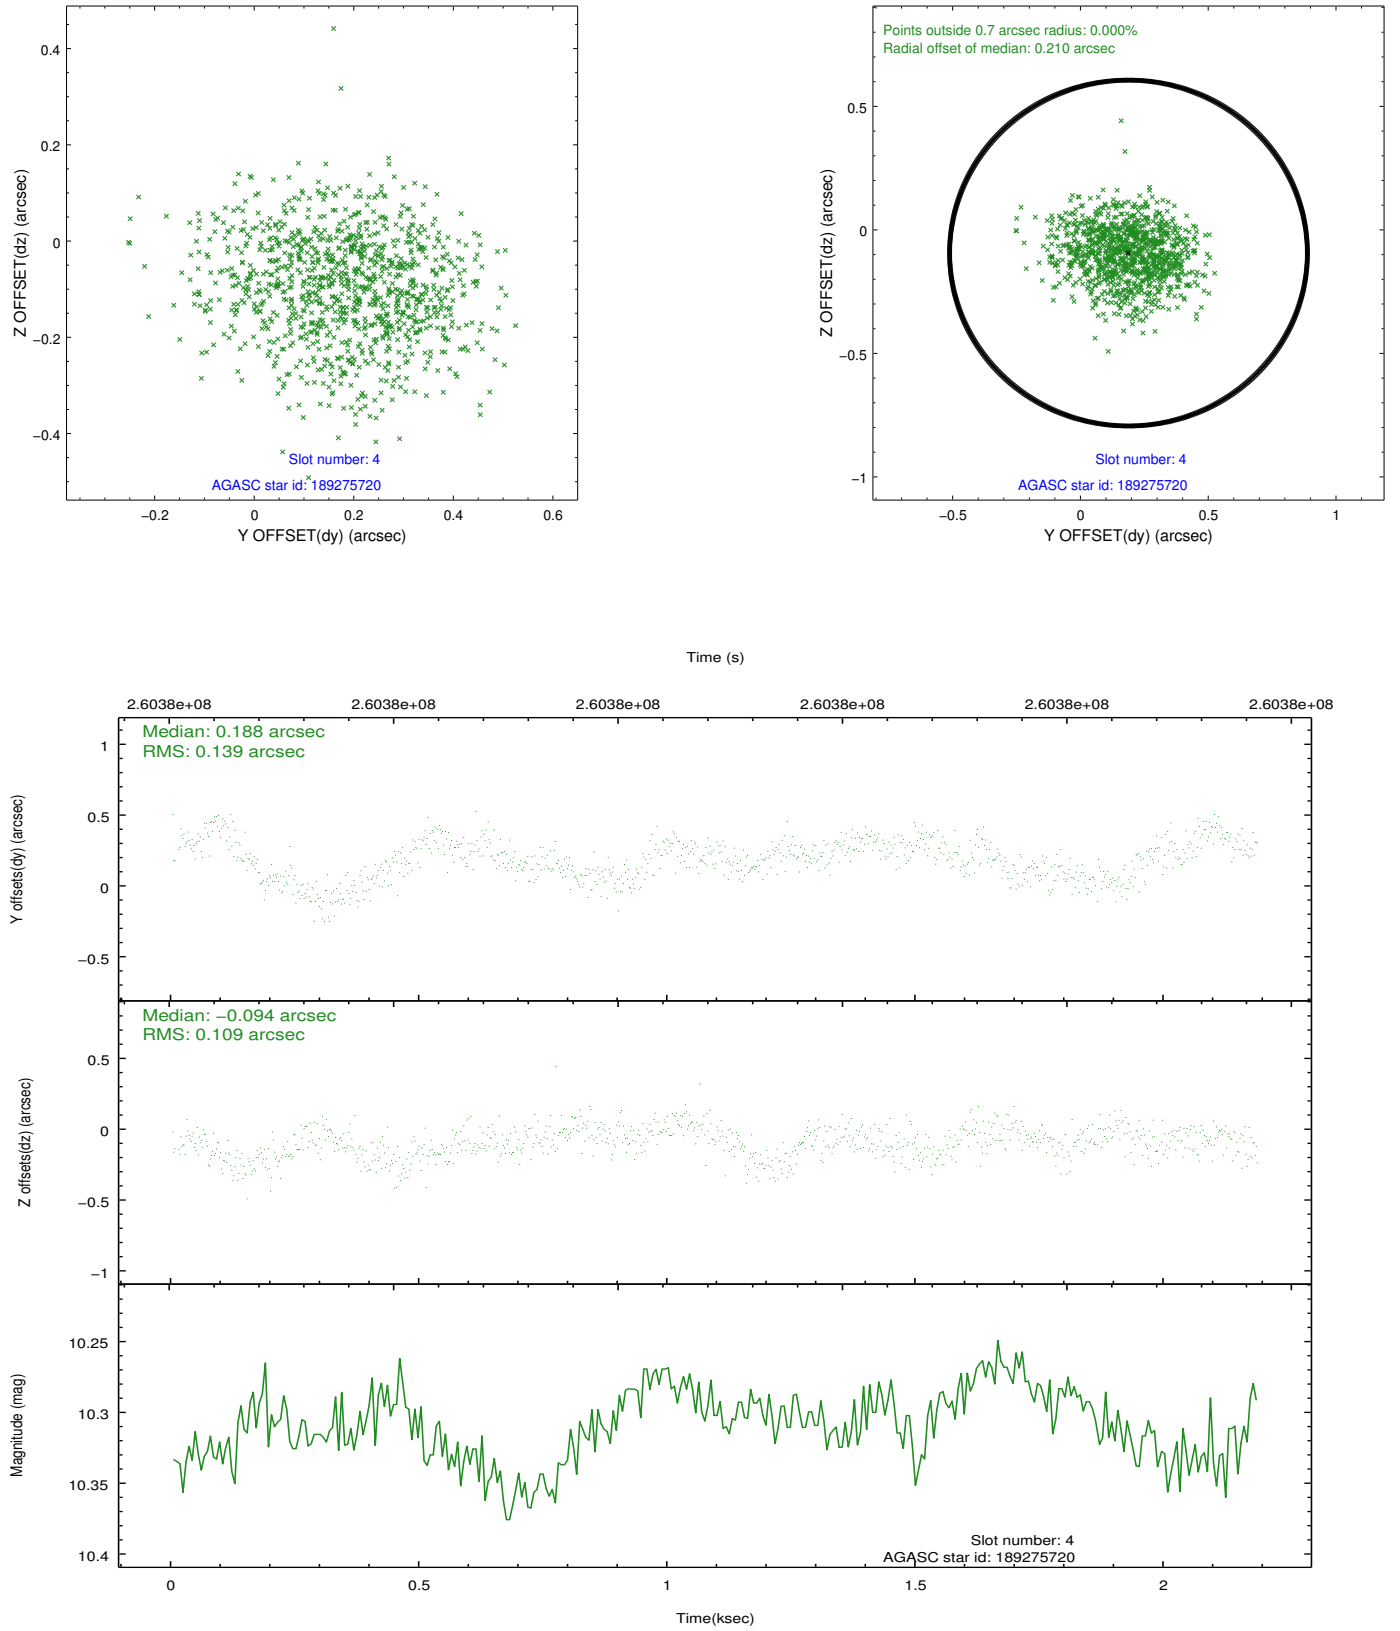 0.4
0.2
0
−0.2
−0.4
Z OFFSET(dz) (arcsec)
Slot number: 4
AGASC star id: 189275720
−0.2
0
0.2
0.4
0.6
Y OFFSET(dy) (arcsec)
Points outside 0.7 arcsec radius: 0.000%
Radial offset of median: 0.210 arcsec
0.5
0
−0.5
−1
Z OFFSET(dz) (arcsec)
Slot number: 4
AGASC star id: 189275720
−0.5
0
0.5
1
Y OFFSET(dy) (arcsec)
Time (s)
2.6038e+08
2.6038e+08
2.6038e+08
2.6038e+08
2.6038e+08
2.6038e+08
Median: 0.188 arcsec
RMS: 0.139 arcsec
1
0.5
0
−0.5
Y offsets(dy) (arcsec)
Median: −0.094 arcsec
RMS: 0.109 arcsec
0.5
0
−0.5
−1
Z offsets(dz) (arcsec)
10.25
10.3
10.35
10.4
Magnitude (mag)
Slot number: 4
AGASC star id: 189275720
0
0.5
1
1.5
2
Time(ksec)